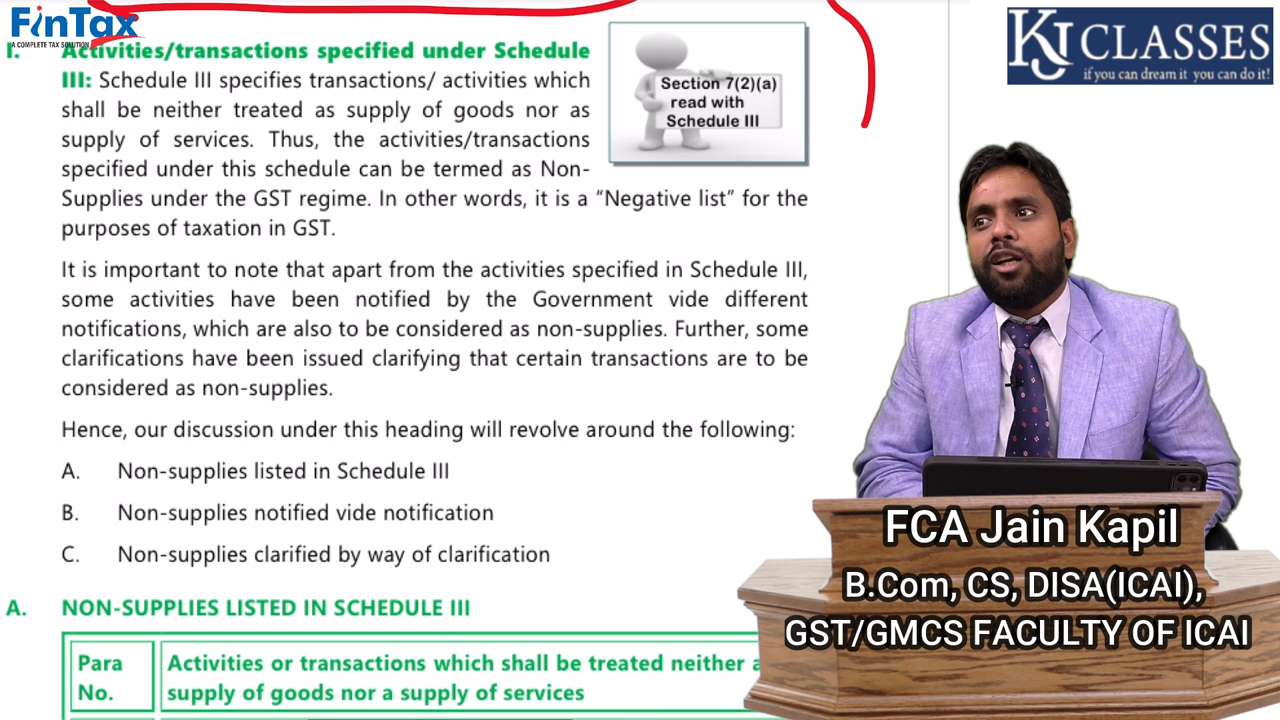 FinTax
A COMPLETE TAX SOLUTION
KJ CLASSES
if you can dream it you can do it!
I. Activities/transactions specified under Schedule
III: Schedule III specifies transactions/ activities which
shall be neither treated as supply of goods nor as
supply of services. Thus, the activities/transactions
specified under this schedule can be termed as Non-
Supplies under the GST regime. In other words, it is a “Negative list” for the
purposes of taxation in GST.
Section 7(2)(a)
read with
Schedule III
It is important to note that apart from the activities specified in Schedule III,
some activities have been notified by the Government vide different
notifications, which are also to be considered as non-supplies. Further, some
clarifications have been issued clarifying that certain transactions are to be
considered as non-supplies.
Hence, our discussion under this heading will revolve around the following:
A. Non-supplies listed in Schedule III
B. Non-supplies notified vide notification
C. Non-supplies clarified by way of clarification
A. NON-SUPPLIES LISTED IN SCHEDULE III
Para
No.
Activities or transactions which shall be treated neither a
supply of goods nor a supply of services
FCA Jain Kapil
B.Com, CS, DISA(ICAI),
GST/GMCS FACULTY OF ICAI